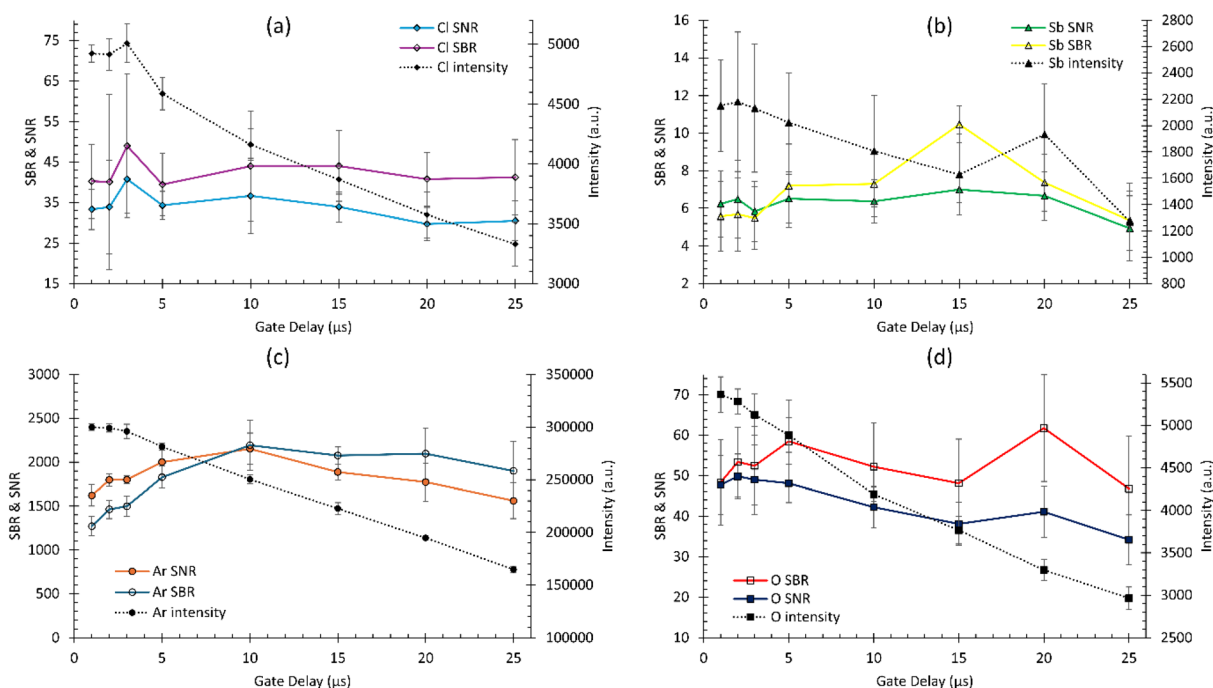 (a)
Cl SNR
Cl SBR
Cl intensity
75
65
55
45
35
25
15
SBR & SNR
5000
4500
4000
3500
3000
Intensity (a.u.)
0 5 10 15 20 25
Gate Delay (µs)
(b)
Sb SNR
Sb SBR
Sb intensity
16
14
12
10
8
6
4
2
SBR & SNR
2800
2600
2400
2200
2000
1800
1600
1400
1200
1000
800
Intensity (a.u.)
0 5 10 15 20 25
Gate Delay (µs)
(c)
3000
2500
2000
1500
1000
500
0
SBR & SNR
Ar SNR
Ar SBR
Ar intensity
350000
300000
250000
200000
150000
100000
Intensity (a.u.)
0 5 10 15 20 25
Gate Delay (µs)
(d)
70
60
50
40
30
20
10
SBR & SNR
O SBR
O SNR
O intensity
5500
5000
4500
4000
3500
3000
2500
Intensity (a.u.)
0 5 10 15 20 25
Gate Delay (µs)